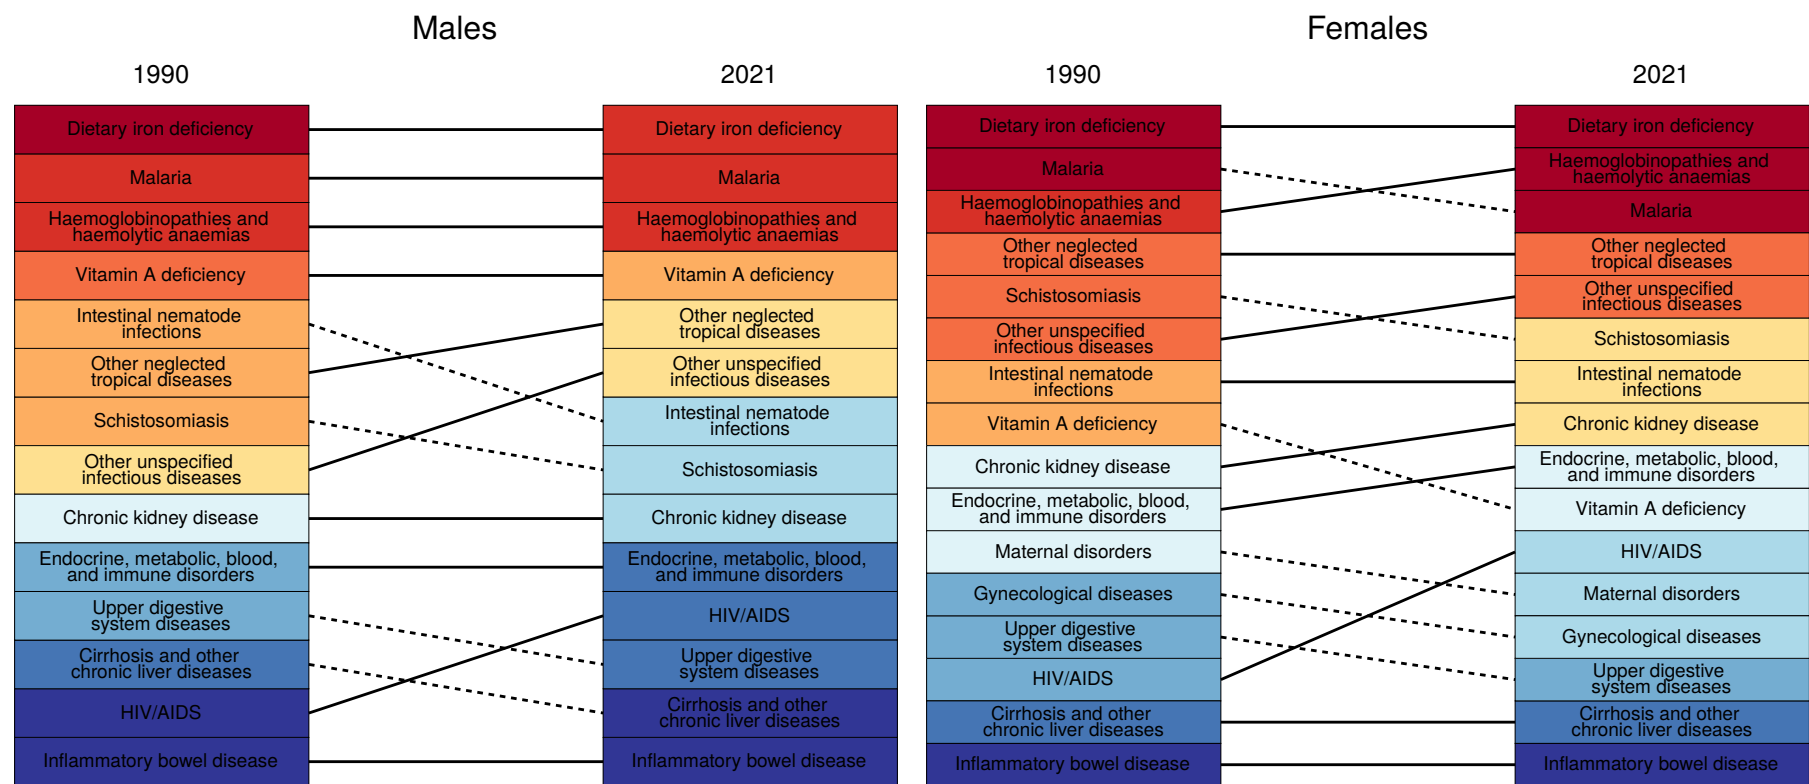 Males
1990
2021
Dietary iron deficiency
Malaria
Haemoglobinopathies and
haemolytic anaemias
Vitamin A deficiency
Intestinal nematode
infections
Other neglected
tropical diseases
Schistosomiasis
Other unspecified
infectious diseases
Chronic kidney disease
Endocrine, metabolic, blood,
and immune disorders
Upper digestive
system diseases
Cirrhosis and other
chronic liver diseases
HIV/AIDS
Inflammatory bowel disease
Dietary iron deficiency
Malaria
Haemoglobinopathies and
haemolytic anaemias
Vitamin A deficiency
Other neglected
tropical diseases
Other unspecified
infectious diseases
Intestinal nematode
infections
Schistosomiasis
Chronic kidney disease
Endocrine, metabolic, blood,
and immune disorders
HIV/AIDS
Upper digestive
system diseases
Cirrhosis and other
chronic liver diseases
Inflammatory bowel disease
Females
1990
2021
Dietary iron deficiency
Malaria
Haemoglobinopathies and
haemolytic anaemias
Other neglected
tropical diseases
Schistosomiasis
Other unspecified
infectious diseases
Intestinal nematode
infections
Vitamin A deficiency
Chronic kidney disease
Endocrine, metabolic, blood,
and immune disorders
Maternal disorders
Gynecological diseases
Upper digestive
system diseases
HIV/AIDS
Cirrhosis and other
chronic liver diseases
Inflammatory bowel disease
Dietary iron deficiency
Haemoglobinopathies and
haemolytic anaemias
Malaria
Other neglected
tropical diseases
Other unspecified
infectious diseases
Schistosomiasis
Intestinal nematode
infections
Chronic kidney disease
Endocrine, metabolic, blood,
and immune disorders
Vitamin A deficiency
HIV/AIDS
Maternal disorders
Gynecological diseases
Upper digestive
system diseases
Cirrhosis and other
chronic liver diseases
Inflammatory bowel disease